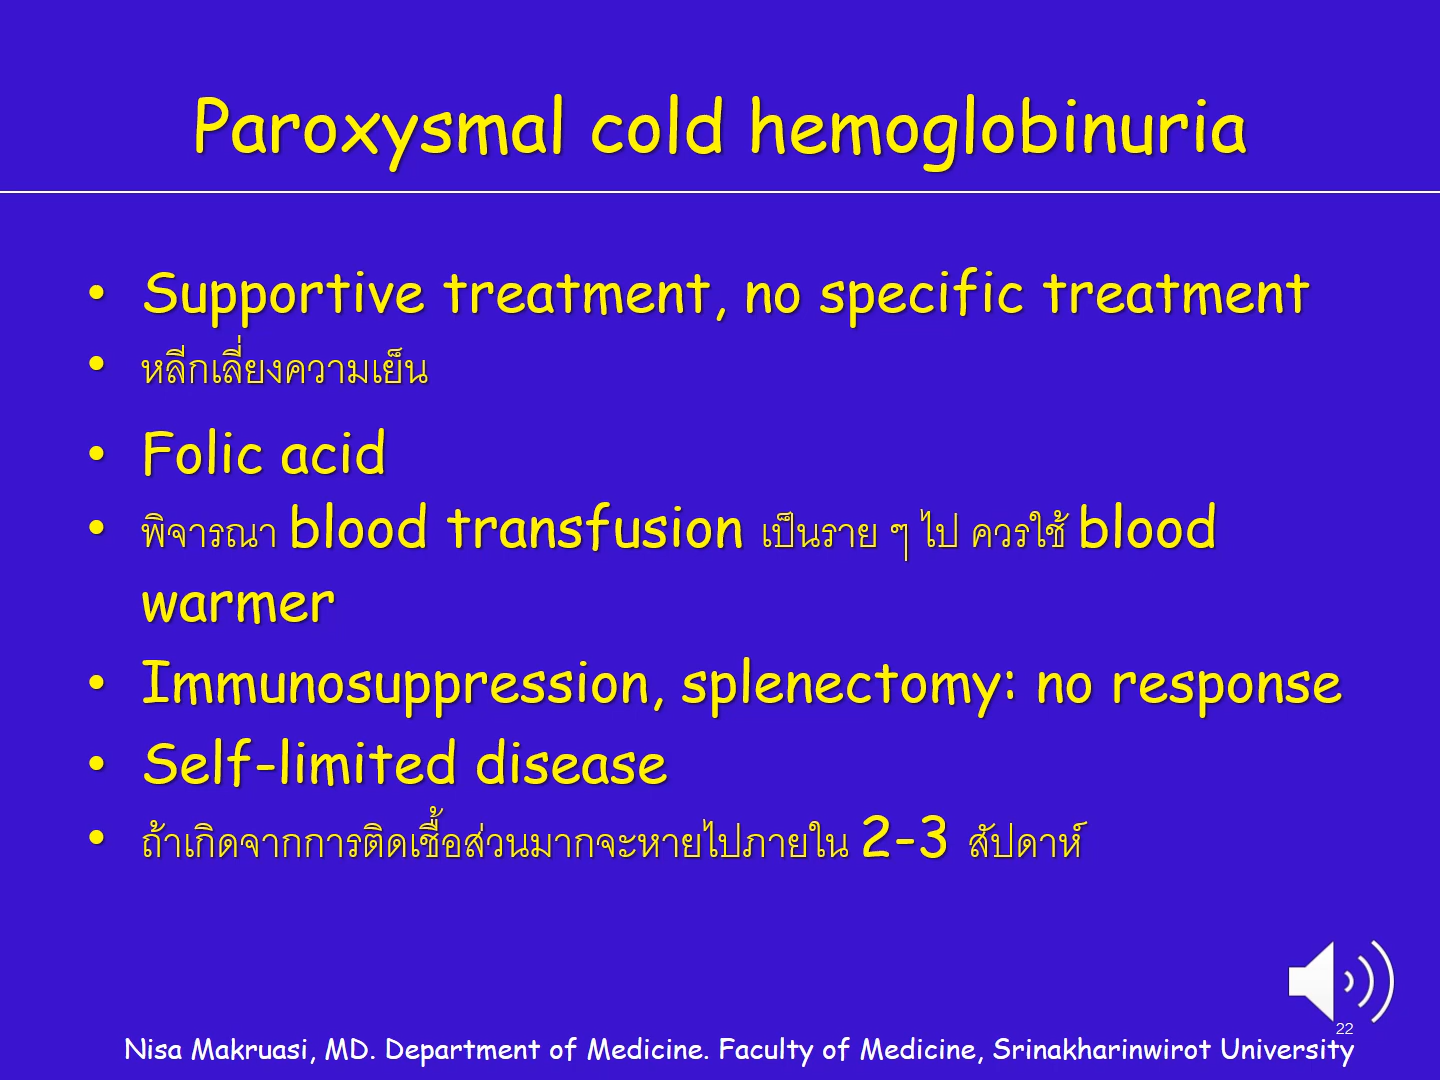 Paroxysmal cold hemoglobinuria
• Supportive treatment, no specific treatment
• หลีกเลี่ยงความเย็น
• Folic acid
• พิจารณา blood transfusion เป็นราย ๆ ไป ควรใช้ blood
warmer
• Immunosuppression, splenectomy: no response
• Self-limited disease
• ถ้าเกิดจากการติดเชื้อส่วนมากจะหายไปภายใน 2-3 สัปดาห์
22
Nisa Makruasi, MD. Department of Medicine. Faculty of Medicine, Srinakharinwirot University